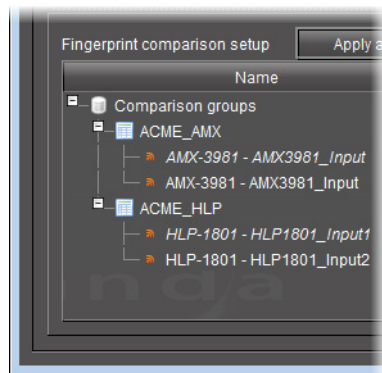 Fingerprint comparison setup Apply
Name
Comparison groups
ACME_AMX
AMX-3981 - AMX3981_Input
AMX-3981 - AMX3981_Input
ACME_HLP
HLP-1801 - HLP1801_Input1
HLP-1801 - HLP1801_Input2
nda